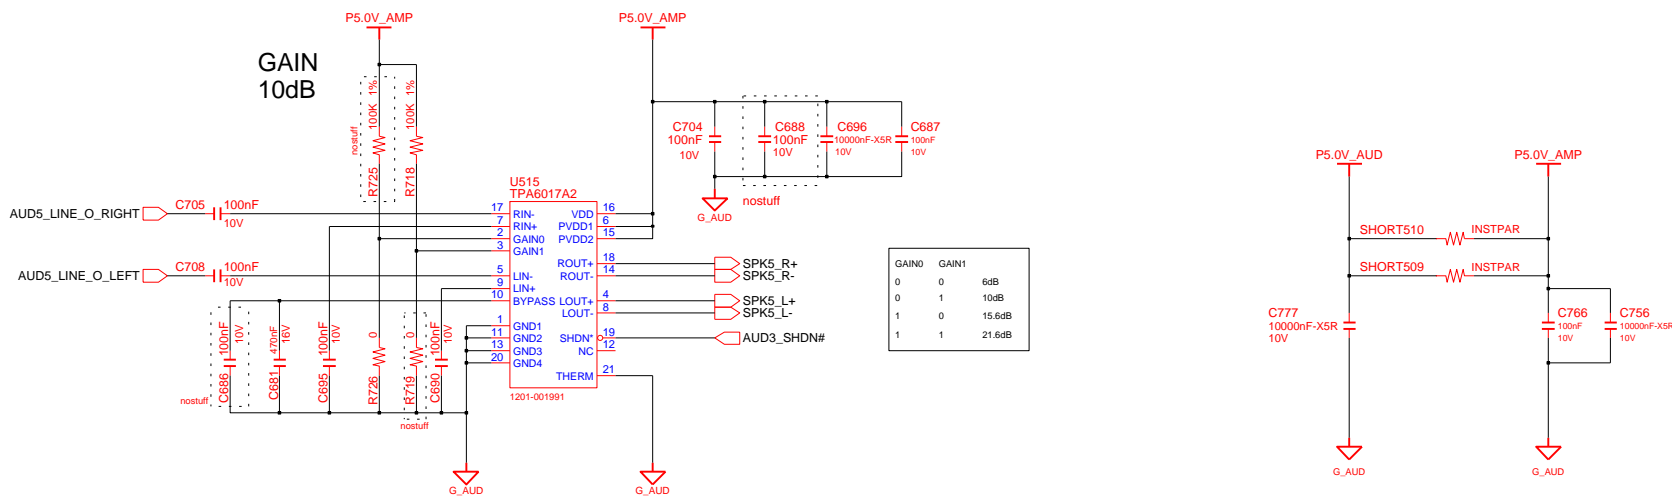 P5.0V_AMP
P5.0V_AMP
GAIN
10dB
100K 1%
100K 1%
nostuff
R725
R718
C704
100nF
10V
C688
100nF
10V
C696
10000nF-X5R
10V
C687
100nF
10V
nostuff
G_AUD
P5.0V_AUD
P5.0V_AMP
U515
TPA6017A2
AUD5_LINE_O_RIGHT
C705
100nF
10V
AUD5_LINE_O_LEFT
C708
100nF
10V
17 RIN-
7 RIN+
2 GAIN0
3 GAIN1
5 LIN-
9 LIN+
10 BYPASS
1 GND1
11 GND2
13 GND3
20 GND4
VDD 16
PVDD1 6
PVDD2 15
ROUT+ 18
ROUT- 14
LOUT+ 4
LOUT- 8
SHDN* 19
NC 12
THERM 21
1201-001991
SPK5_R+
SPK5_R-
SPK5_L+
SPK5_L-
AUD3_SHDN#
GAIN0 GAIN1
0 0 6dB
0 1 10dB
1 0 15.6dB
1 1 21.6dB
SHORT510
INSTPAR
SHORT509
INSTPAR
C777
10000nF-X5R
10V
C766
100nF
10V
C756
10000nF-X5R
10V
C686
100nF
10V
nostuff
C681
470nF
16V
C695
100nF
10V
R726
0
R719
0
nostuff
C690
100nF
10V
G_AUD
G_AUD
G_AUD
G_AUD